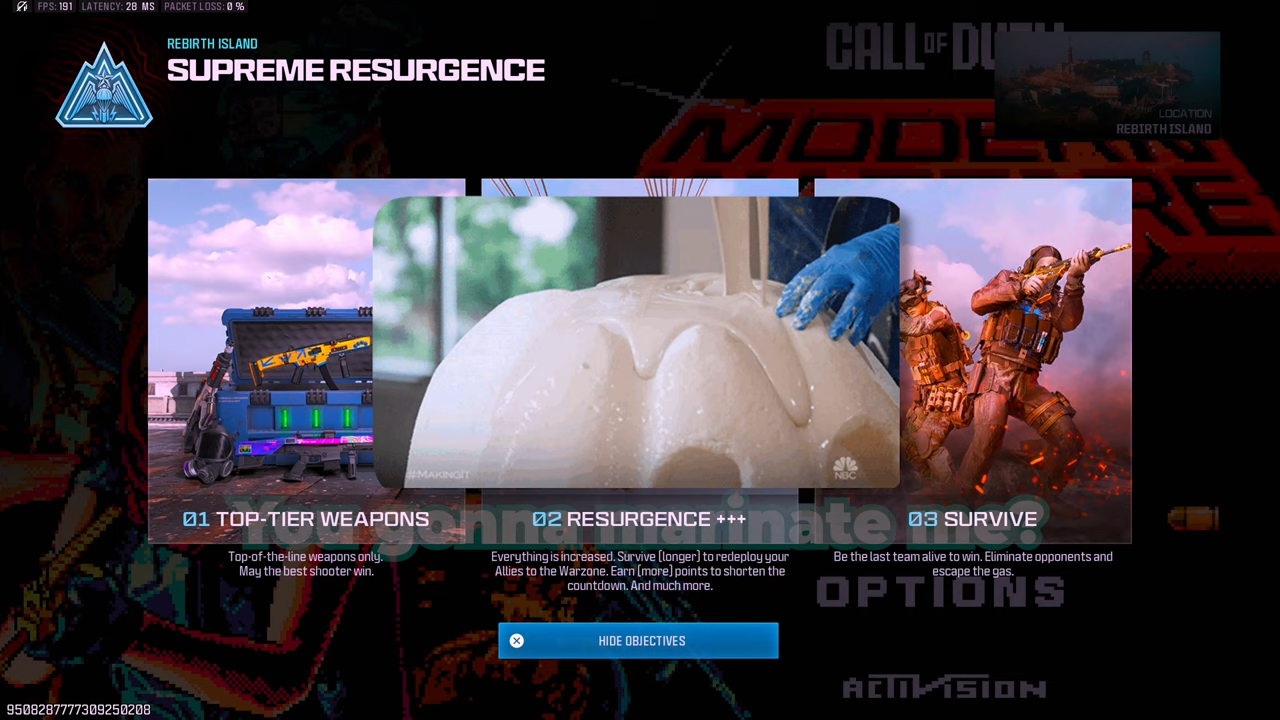 FPS: 191 LATENCY: 28 MS PACKET LOSS: 0 %
REBIRTH ISLAND
SUPREME RESURGENCE
CALL OF DU
MODERN
LOCATION
REBIRTH ISLAND
#MAKINGIT
NBC
You gonna marinate me?
01 TOP-TIER WEAPONS
Top-of-the-line weapons only.
May the best shooter win.
02 RESURGENCE +++
Everything is increased. Survive (longer) to redeploy your
Allies to the Warzone. Earn (more) points to shorten the
countdown. And much more.
03 SURVIVE
Be the last team alive to win. Eliminate opponents and
escape the gas.
OPTIONS
HIDE OBJECTIVES
ACTIVISION
9508287777309250208